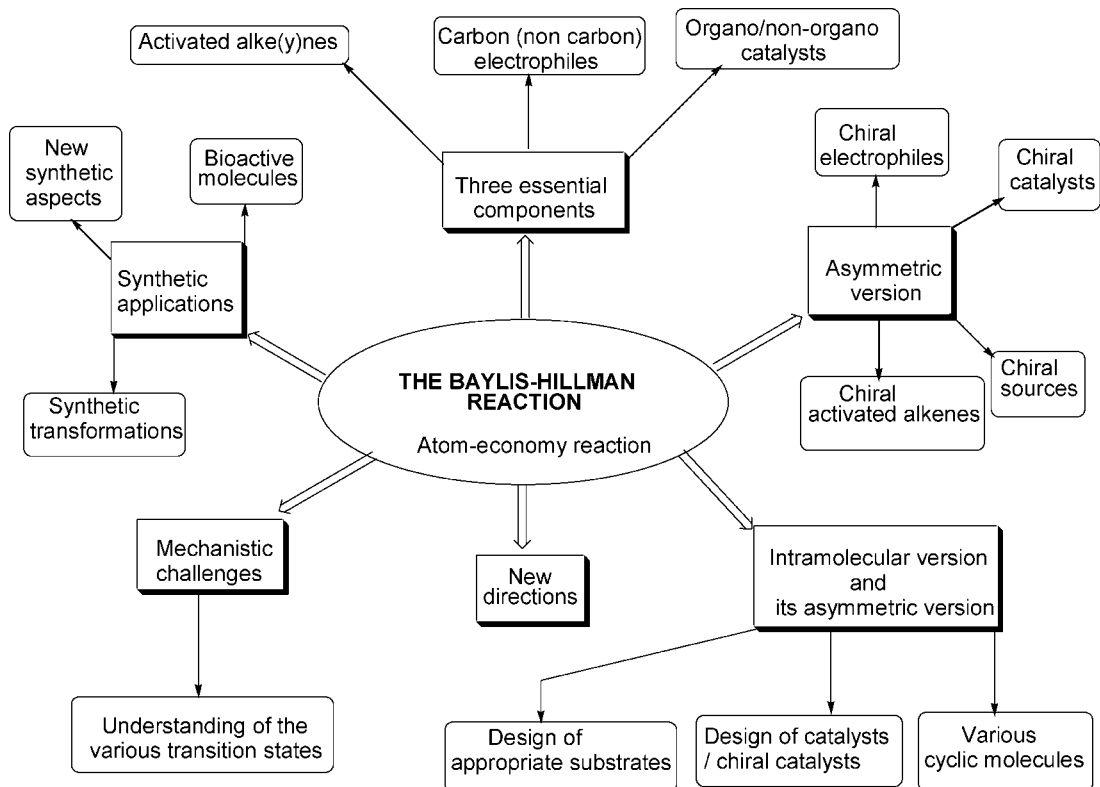 Activated alke(y)nes
Carbon (non carbon)
electrophiles
Organo/non-organo
catalysts
New
synthetic
aspects
Bioactive
molecules
Three essential
components
Chiral
electrophiles
Chiral
catalysts
Synthetic
applications
Asymmetric
version
Synthetic
transformations
THE BAYLIS-HILLMAN
REACTION
Atom-economy reaction
Chiral
activated alkenes
Chiral
sources
Mechanistic
challenges
New
directions
Intramolecular version
and
its asymmetric version
Understanding of the
various transition states
Design of
appropriate substrates
Design of catalysts
/ chiral catalysts
Various
cyclic molecules